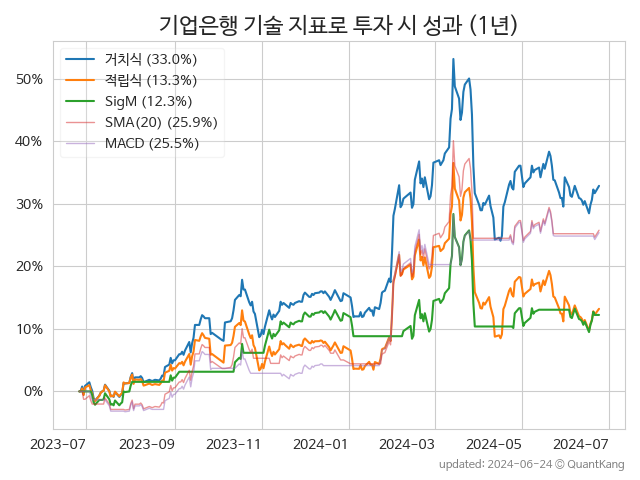 기업은행 기술 지표로 투자 시 성과 (1년)
거치식 (33.0%)
적립식 (13.3%)
SigM (12.3%)
SMA(20) (25.9%)
MACD (25.5%)
50%
40%
30%
20%
10%
0%
2023-07 2023-09 2023-11 2024-01 2024-03 2024-05 2024-07
updated: 2024-06-24 © QuantKang